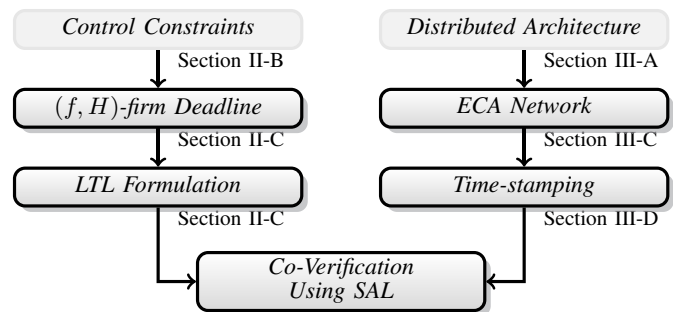 Control Constraints
Distributed Architecture
Section II-B
Section III-A
(f, H)-firm Deadline
ECA Network
Section II-C
Section III-C
LTL Formulation
Time-stamping
Section II-C
Section III-D
Co-Verification
Using SAL